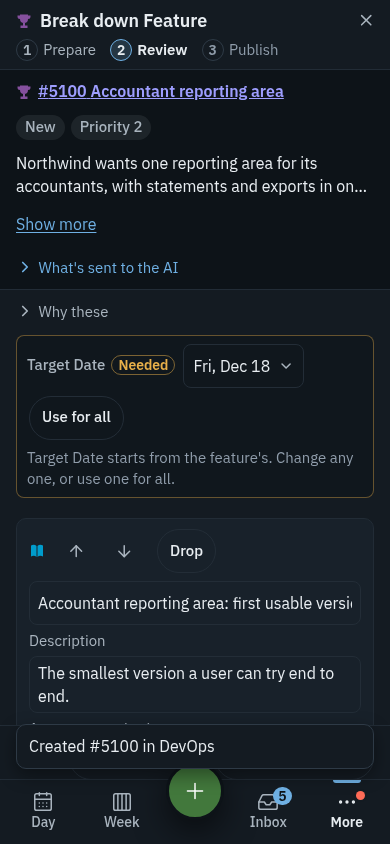 Break down Feature
1 Prepare 2 Review 3 Publish
#5100 Accountant reporting area
New Priority 2
Northwind wants one reporting area for its
accountants, with statements and exports in on...
Show more
What's sent to the AI
Why these
Target Date Needed Fri, Dec 18
Use for all
Target Date starts from the feature's. Change any
one, or use one for all.
Drop
Accountant reporting area: first usable versi
Description
The smallest version a user can try end to
end.
Created #5100 in DevOps
Day Week Inbox 5 More